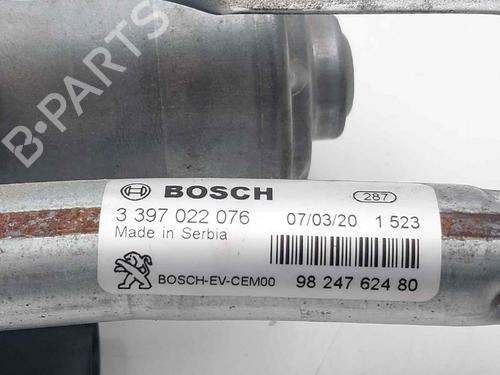 B-PARTS
BOSCH 287
3 397 022 076 07/03/20 1 523
Made in Serbia
BOSCH-EV-CEM00 98 247 624 80